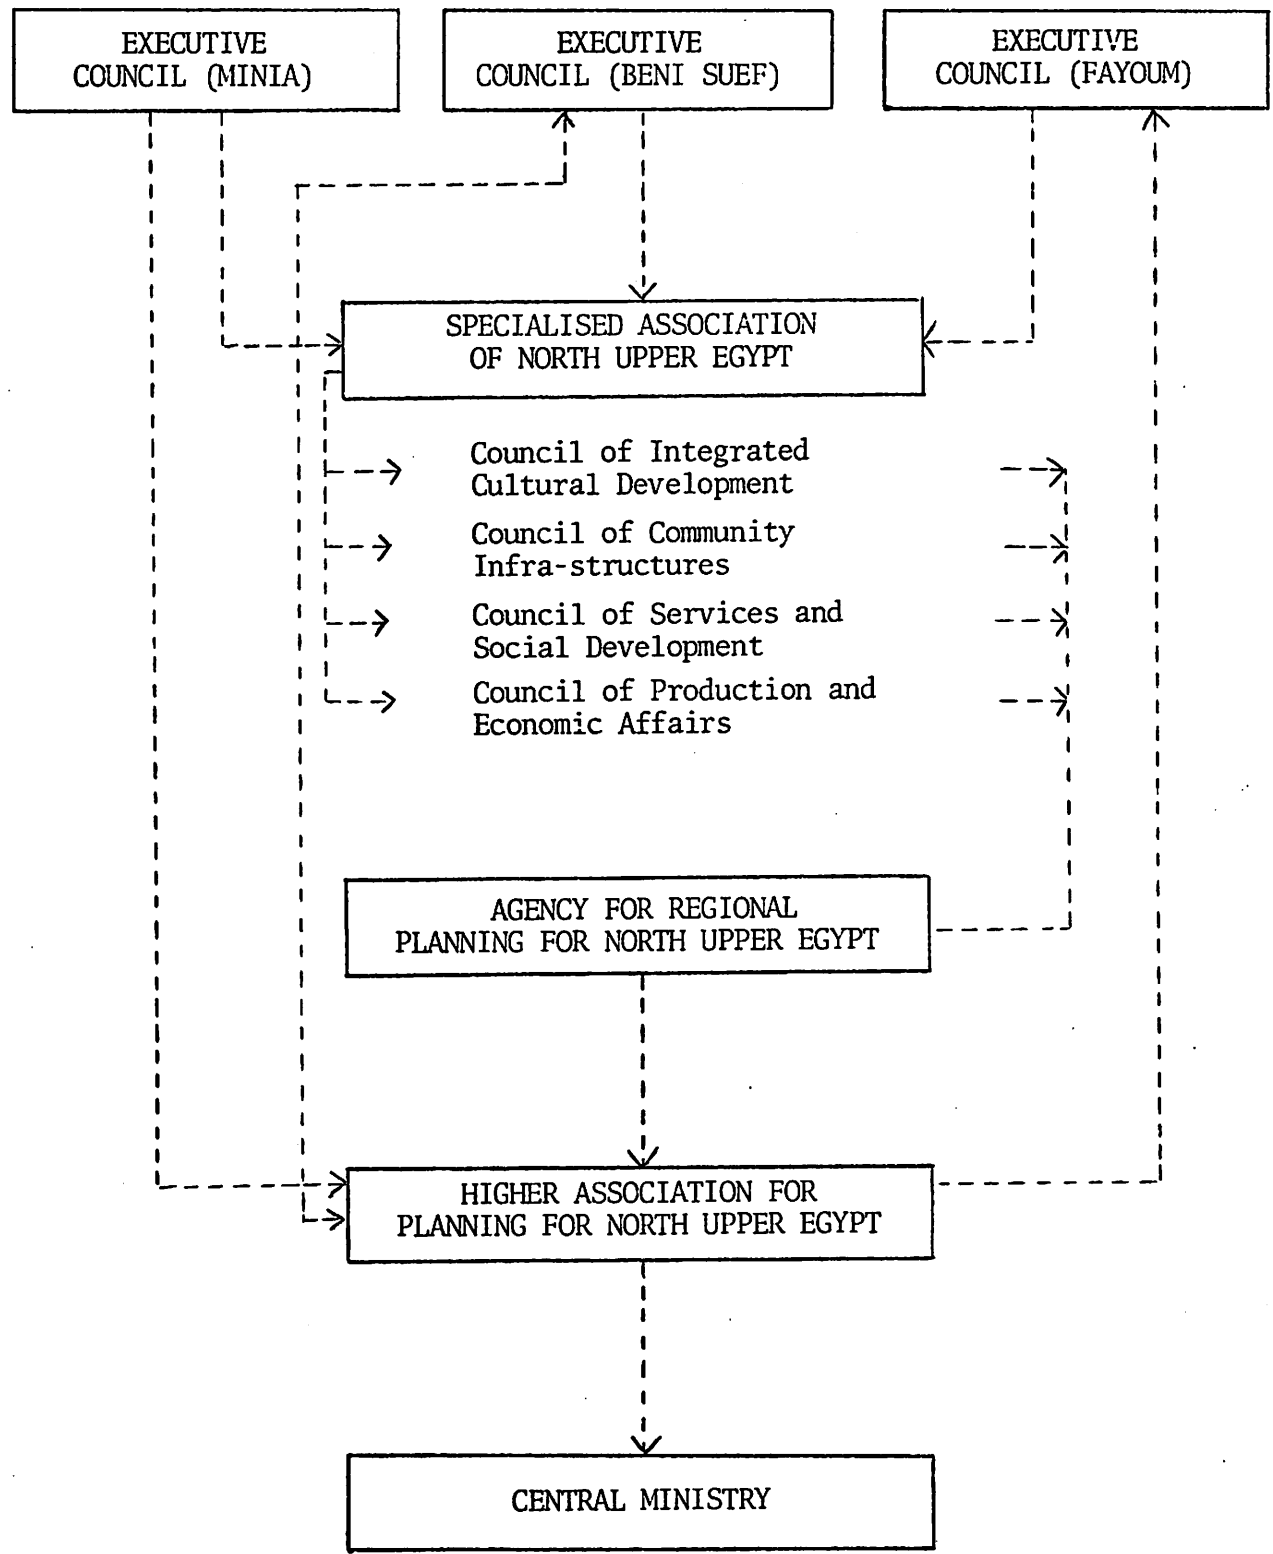 EXECUTIVE
COUNCIL (MINIA)
EXECUTIVE
COUNCIL (BENI SUEF)
EXECUTIVE
COUNCIL (FAYOUM)
SPECIALISED ASSOCIATION
OF NORTH UPPER EGYPT
Council of Integrated
Cultural Development
Council of Community
Infra-structures
Council of Services and
Social Development
Council of Production and
Economic Affairs
AGENCY FOR REGIONAL
PLANNING FOR NORTH UPPER EGYPT
HIGHER ASSOCIATION FOR
PLANNING FOR NORTH UPPER EGYPT
CENTRAL MINISTRY